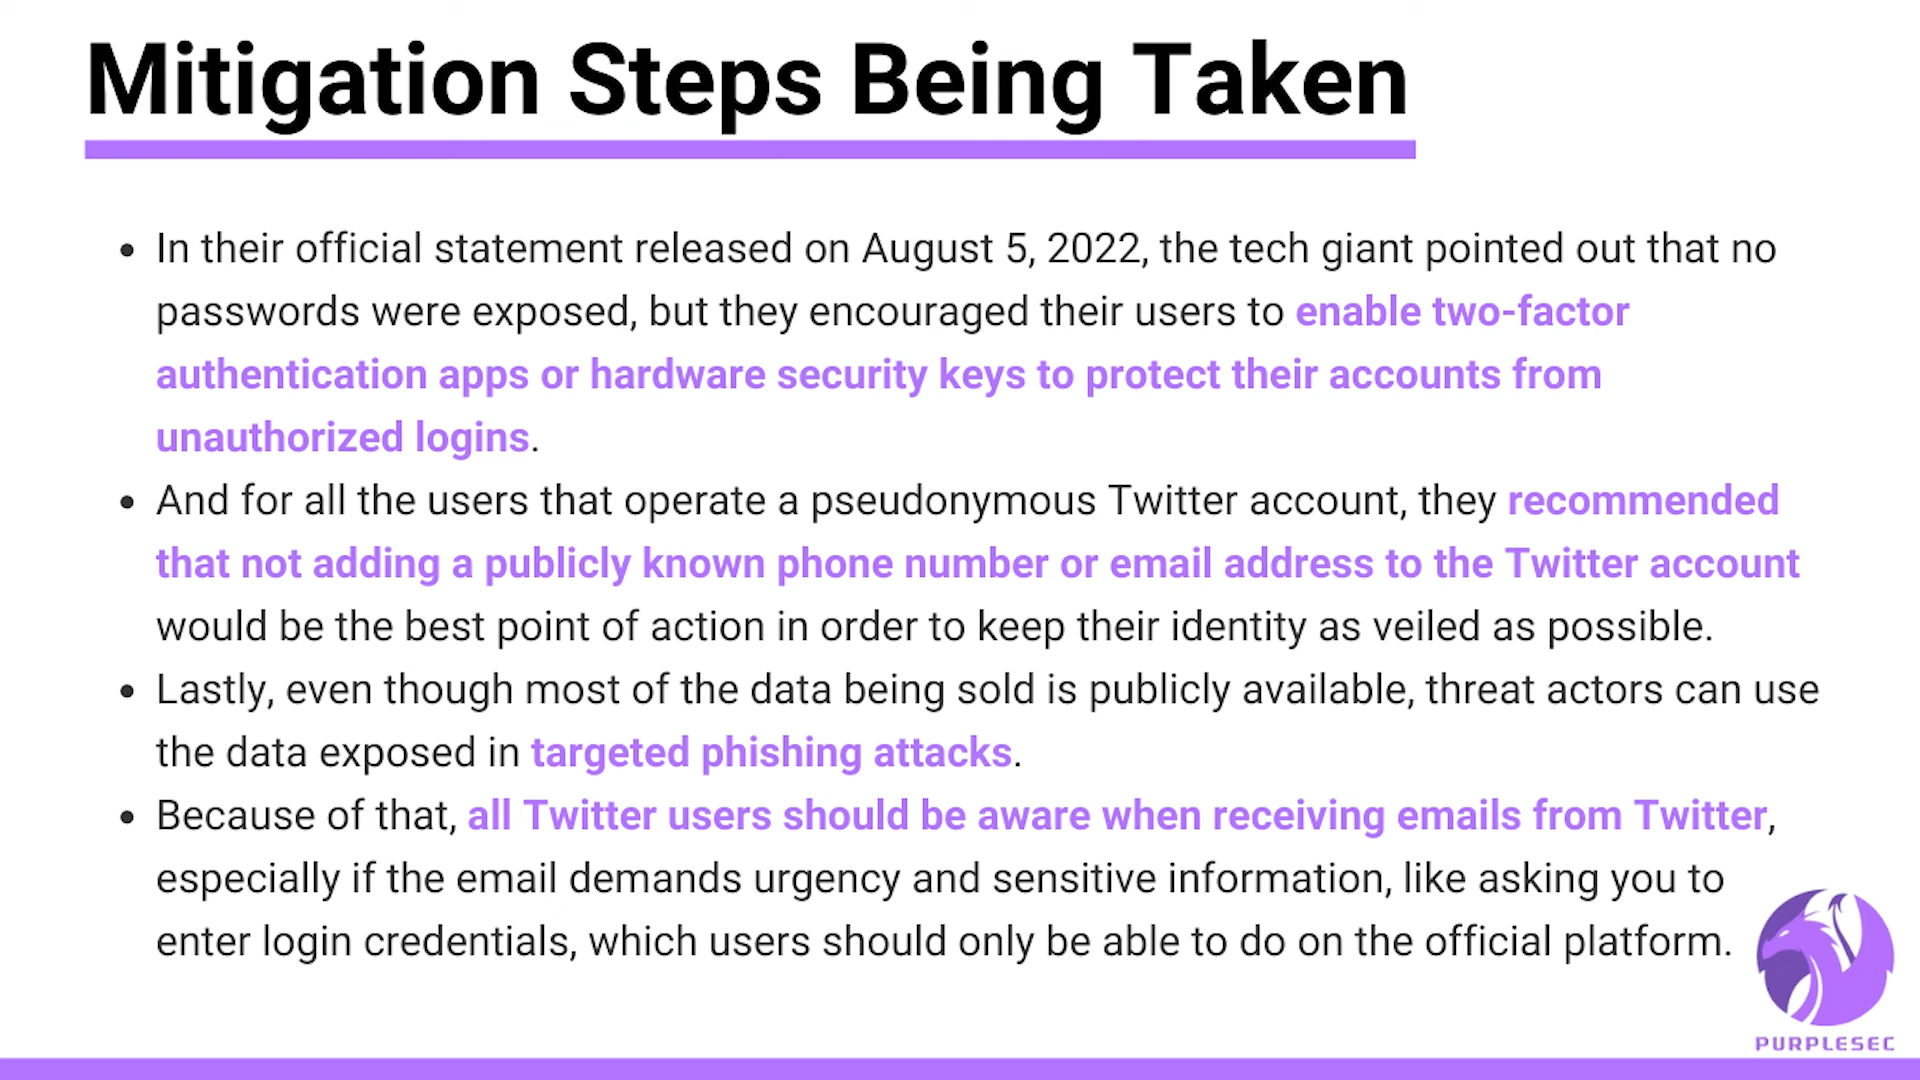 Mitigation Steps Being Taken
• In their official statement released on August 5, 2022, the tech giant pointed out that no
passwords were exposed, but they encouraged their users to enable two-factor
authentication apps or hardware security keys to protect their accounts from
unauthorized logins.
• And for all the users that operate a pseudonymous Twitter account, they recommended
that not adding a publicly known phone number or email address to the Twitter account
would be the best point of action in order to keep their identity as veiled as possible.
• Lastly, even though most of the data being sold is publicly available, threat actors can use
the data exposed in targeted phishing attacks.
• Because of that, all Twitter users should be aware when receiving emails from Twitter,
especially if the email demands urgency and sensitive information, like asking you to
enter login credentials, which users should only be able to do on the official platform.
PURPLESEC